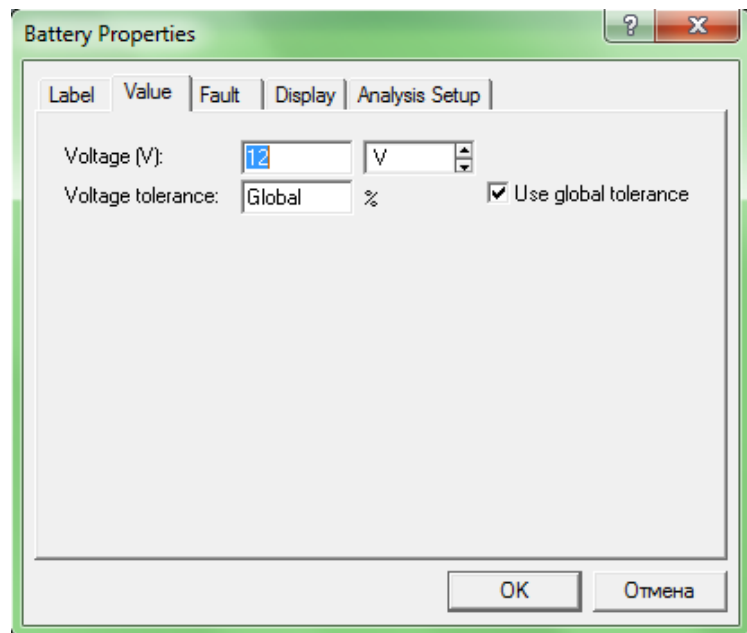 Battery Properties
Label Value Fault Display Analysis Setup
Voltage (V): 12 V
Voltage tolerance: Global % Use global tolerance
OK Отмена